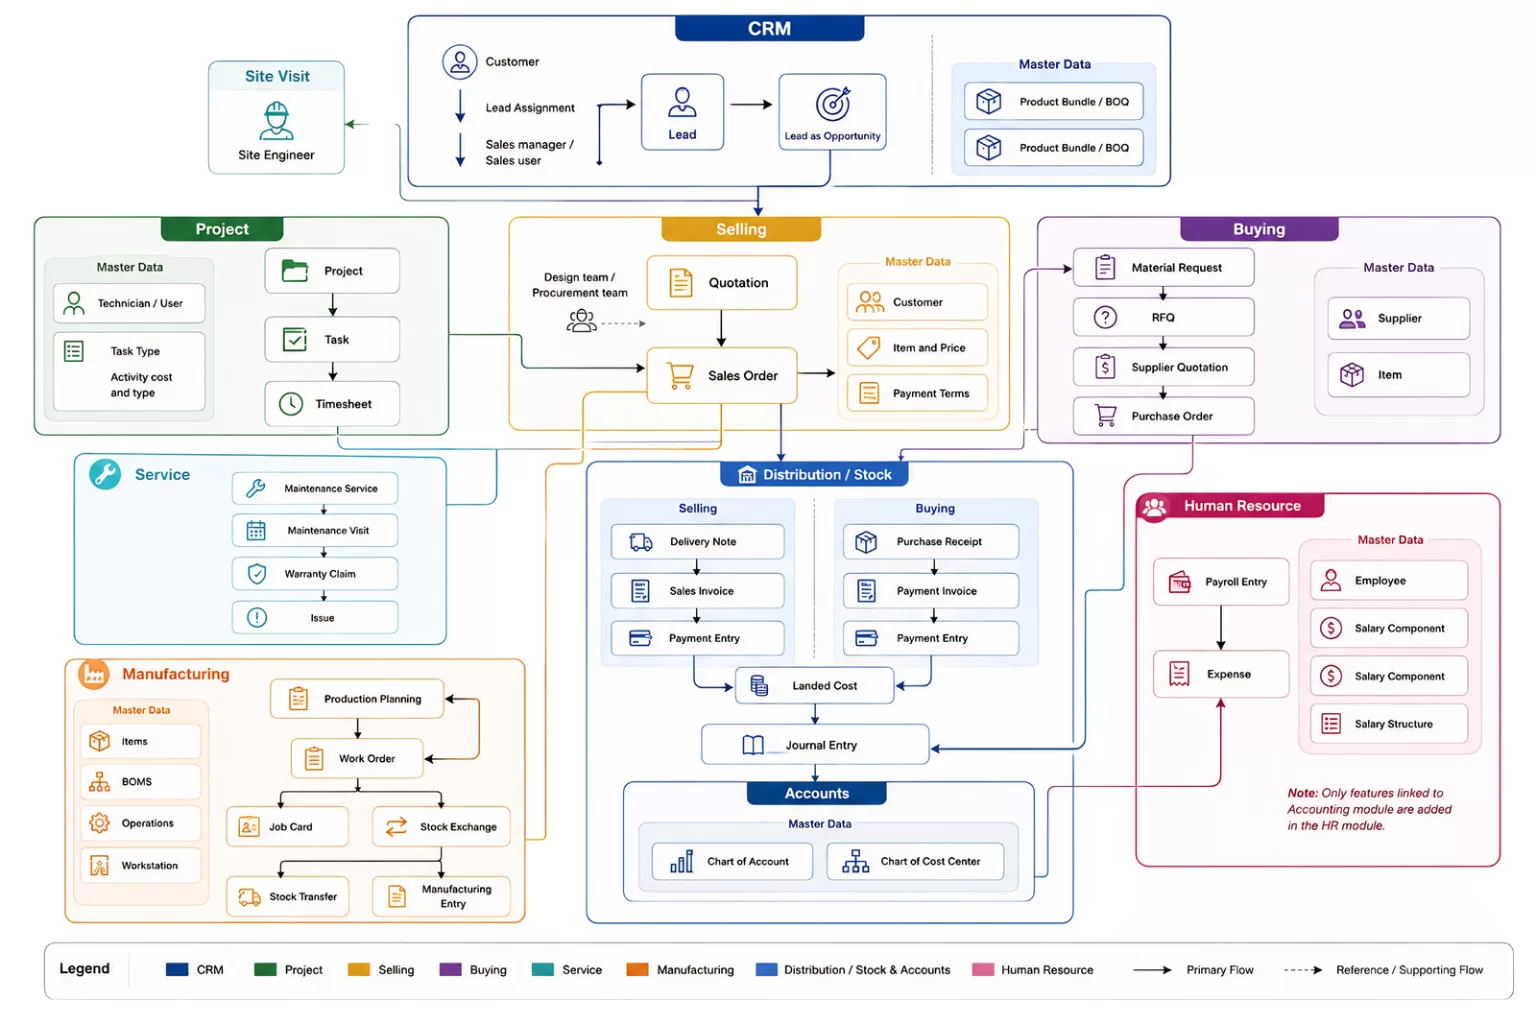 CRM
Customer
Lead Assignment
Sales manager /
Sales user
Lead
Lead as Opportunity
Master Data
Product Bundle / BOQ
Product Bundle / BOQ
Site Visit
Site Engineer
Project
Master Data
Technician / User
Task Type
Activity cost
and type
Project
Task
Timesheet
Selling
Design team /
Procurement team
Quotation
Sales Order
Master Data
Customer
Item and Price
Payment Terms
Buying
Material Request
RFQ
Supplier Quotation
Purchase Order
Master Data
Supplier
Item
Service
Maintenance Service
Maintenance Visit
Warranty Claim
Issue
Distribution / Stock
Selling
Delivery Note
Sales Invoice
Payment Entry
Buying
Purchase Receipt
Payment Invoice
Payment Entry
Landed Cost
Journal Entry
Accounts
Master Data
Chart of Account
Chart of Cost Center
Human Resource
Payroll Entry
Expense
Master Data
Employee
Salary Component
Salary Component
Salary Structure
Note: Only features linked to
Accounting module are added
in the HR module.
Manufacturing
Master Data
Items
BOMS
Operations
Workstation
Production Planning
Work Order
Job Card
Stock Exchange
Stock Transfer
Manufacturing
Entry
Legend
CRM
Project
Selling
Buying
Service
Manufacturing
Distribution / Stock & Accounts
Human Resource
Primary Flow
Reference / Supporting Flow